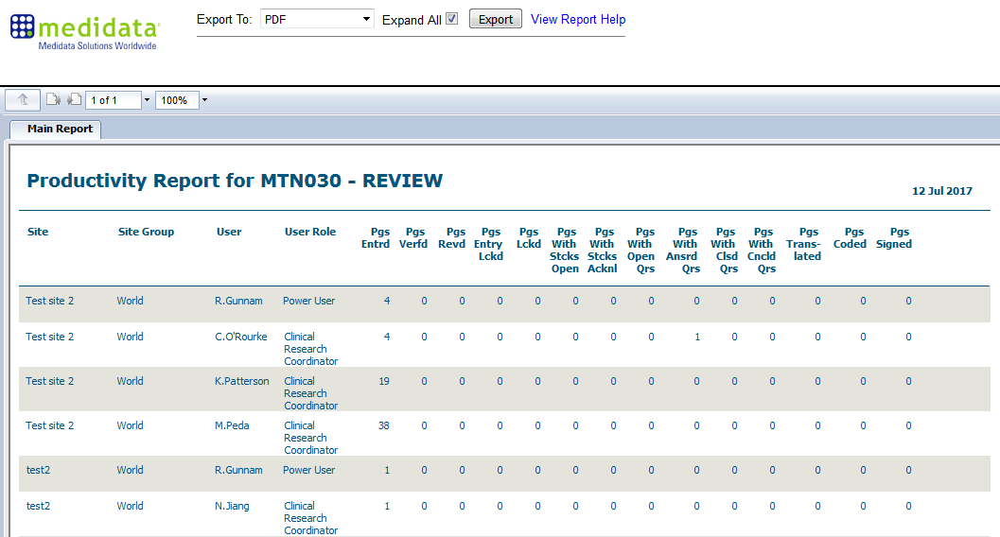 medidata
Medidata Solutions Worldwide
Export To: PDF Expand All Export View Report Help
1 of 1 100%
Main Report
Productivity Report for MTN030 - REVIEW
12 Jul 2017
Site Site Group User User Role Pgs Entrd Pgs Verfd Pgs Revd Pgs Entry Lckd Pgs Lckd Pgs With Stcks Open Pgs With Stcks Acknl Pgs With Open Qrs Pgs With Ansrd Qrs Pgs With Clsd Qrs Pgs With Cncld Qrs Pgs Trans-lated Pgs Coded Pgs Signed
Test site 2 World R.Gunnam Power User 4 0 0 0 0 0 0 0 0 0 0 0 0 0
Test site 2 World C.O'Rourke Clinical Research Coordinator 4 0 0 0 0 0 0 0 1 0 0 0 0 0
Test site 2 World K.Patterson Clinical Research Coordinator 19 0 0 0 0 0 0 0 0 0 0 0 0 0
Test site 2 World M.Peda Clinical Research Coordinator 38 0 0 0 0 0 0 0 0 0 0 0 0 0
test2 World R.Gunnam Power User 1 0 0 0 0 0 0 0 0 0 0 0 0 0
test2 World N.Jiang Clinical Research Coordinator 1 0 0 0 0 0 0 0 0 0 0 0 0 0